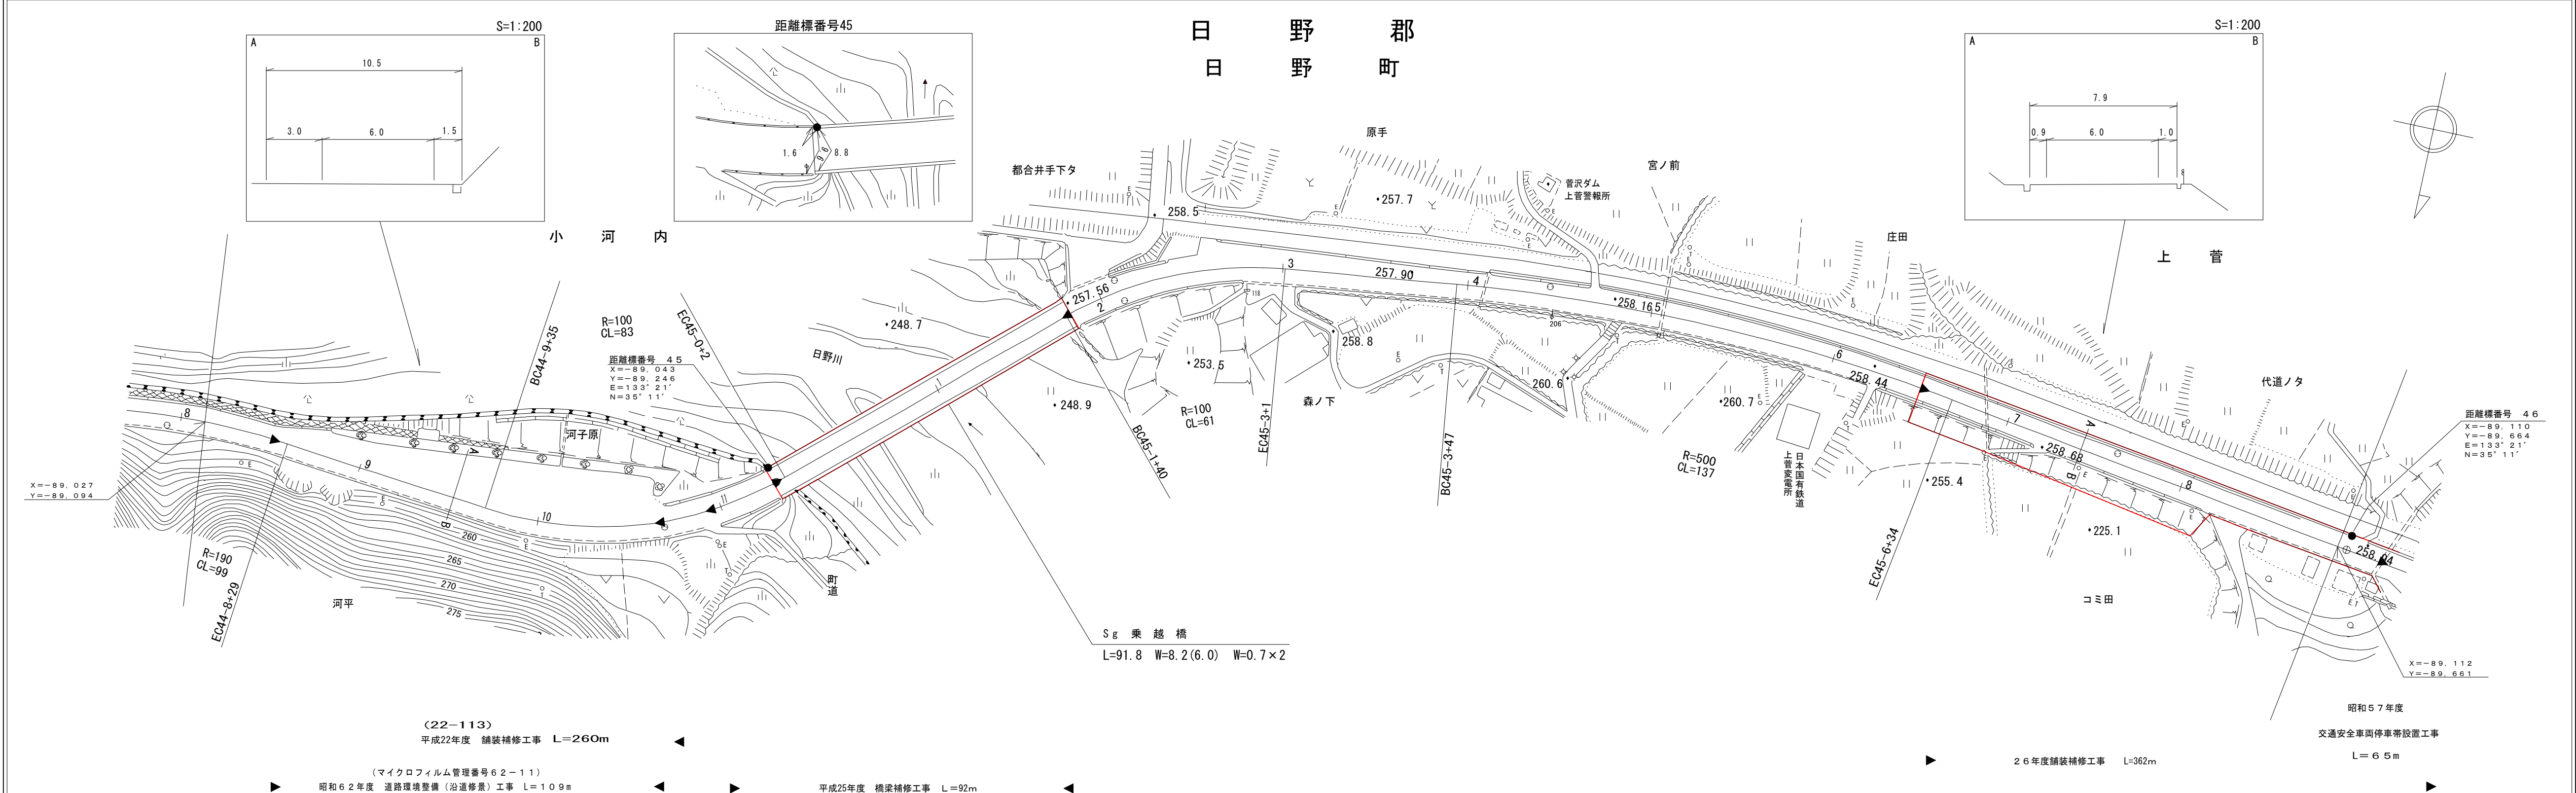 日野郡
日野町
S=1:200
A
B
10.5
3.0
6.0
1.5
距離標番号45
1.6
9.6
8.8
S=1:200
A
B
7.9
0.9
6.0
1.0
小河内
上菅
都合井手下タ
原手
菅沢ダム
上菅警報所
宮ノ前
庄田
代道ノタ
258.5
257.7
257.56
257.90
258.16
258.44
258.68
258.94
1
2
3
4
5
6
7
8
8
9
10
11
R=100
CL=83
BC44-9+35
EC45-0+2
距離標番号 45
X=-89, 043
Y=-89, 246
E=133°21′
N=35°11′
日野川
248.7
248.9
253.5
258.8
260.6
260.7
255.4
225.1
118
206
河子原
A
B
A
B
X=-89, 027
Y=-89, 094
R=190
CL=99
EC44-8+29
260
265
270
275
河平
町道
R=100
CL=61
BC45-1+40
EC45-3+1
森ノ下
BC45-3+47
R=500
CL=137
日本国有鉄道
上菅変電所
EC45-6+34
コミ田
距離標番号 46
X=-89, 110
Y=-89, 664
E=133°21′
N=35°11′
X=-89, 112
Y=-89, 661
Sg 乗越橋
L=91.8 W=8.2(6.0) W=0.7×2
(22-113)
平成22年度 舗装補修工事 L=260m
(マイクロフィルム管理番号62-11)
昭和62年度 道路環境整備（沿道修景）工事 L=109m
平成25年度 橋梁補修工事 L=92m
26年度舗装補修工事 L=362m
昭和57年度
交通安全車両停車帯設置工事
L=65m